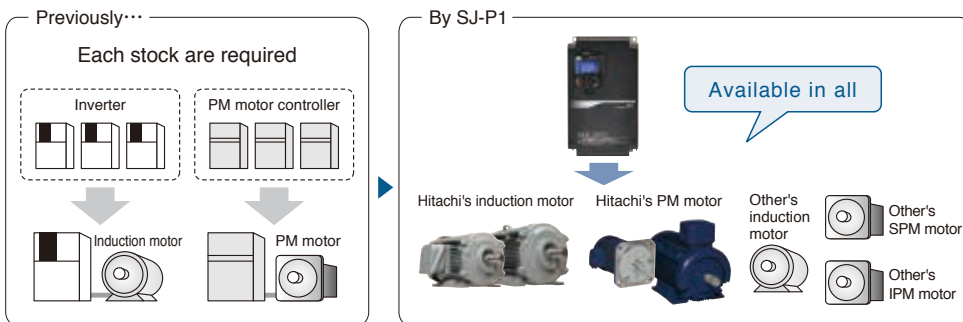 Previously…
Each stock are required
Inverter
PM motor controller
Induction motor
PM motor
By SJ-P1
Available in all
Hitachi's induction motor
Hitachi's PM motor
Other's
induction
motor
Other's
SPM motor
Other's
IPM motor